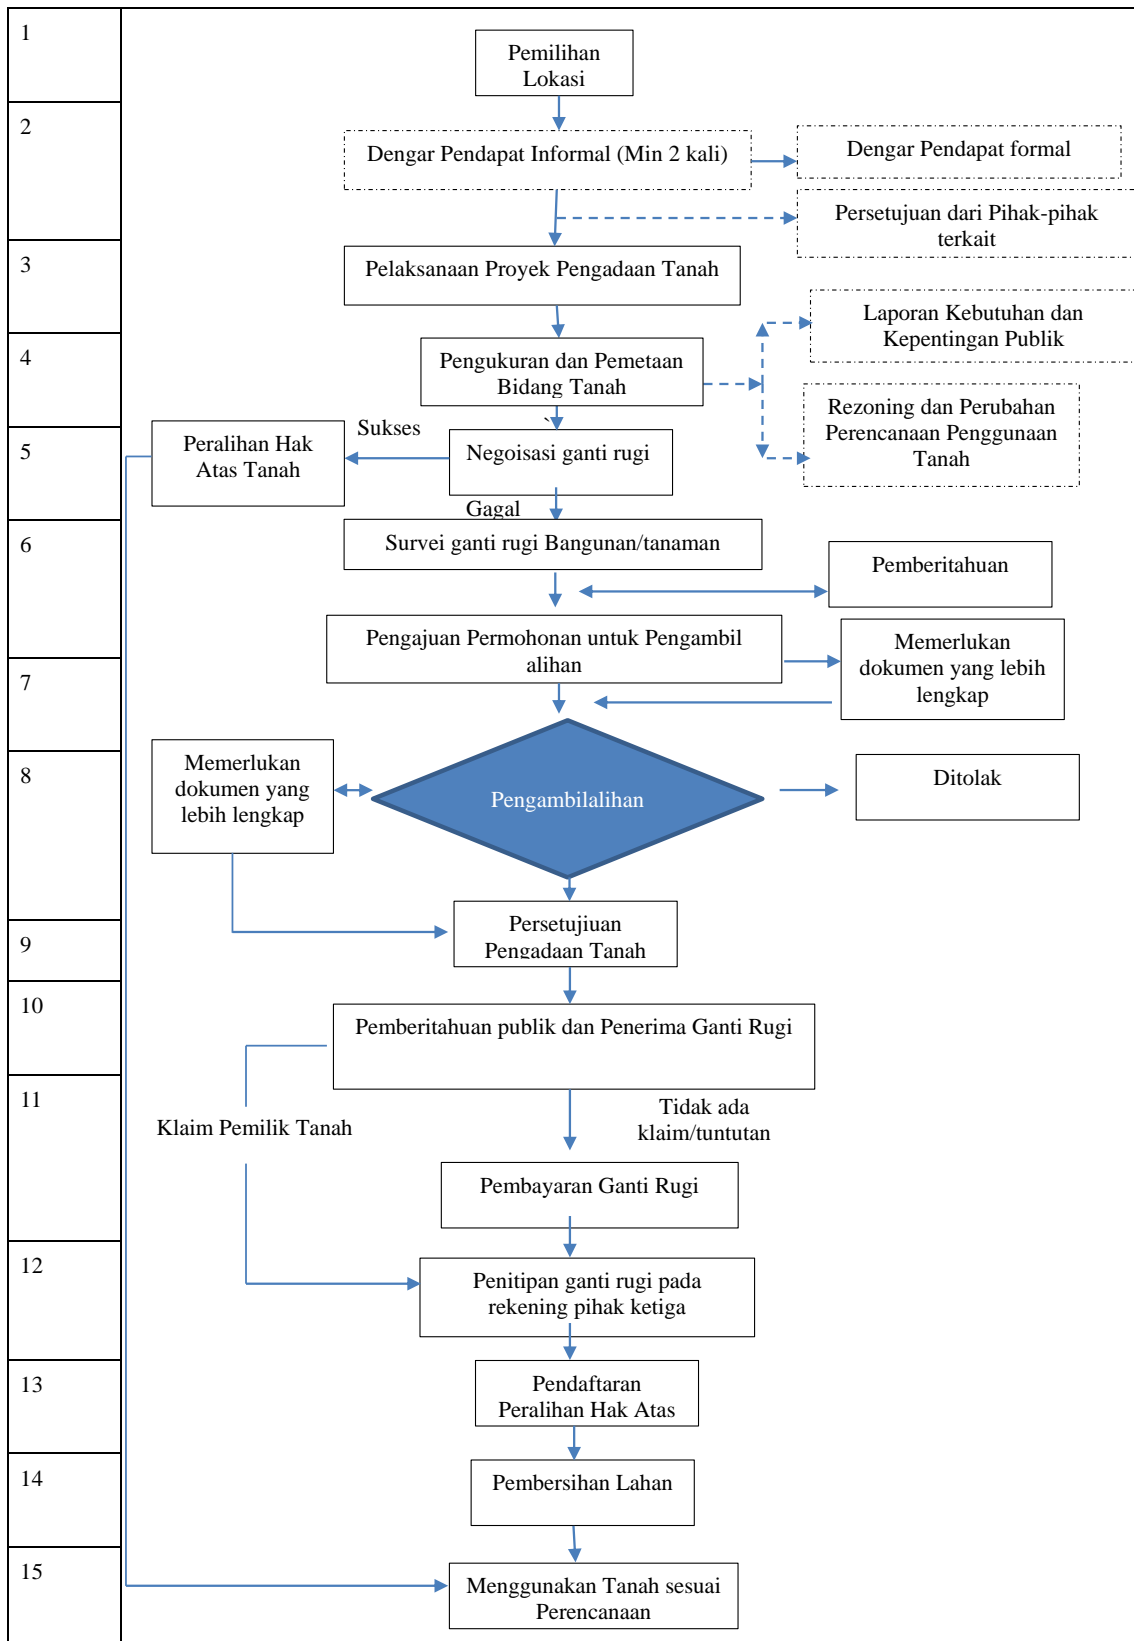 1
Pemilihan
Lokasi
2
Dengar Pendapat Informal (Min 2 kali)
Dengar Pendapat formal
Persetujuan dari Pihak-pihak
terkait
3
Pelaksanaan Proyek Pengadaan Tanah
Laporan Kebutuhan dan
Kepentingan Publik
4
Pengukuran dan Pemetaan
Bidang Tanah
Rezoning dan Perubahan
Perencanaan Penggunaan
Tanah
5
Peralihan Hak
Atas Tanah
Sukses
`
Negoisasi ganti rugi
Gagal
6
Survei ganti rugi Bangunan/tanaman
Pemberitahuan
Pengajuan Permohonan untuk Pengambil
alihan
Memerlukan
dokumen yang lebih
lengkap
7
8
Memerlukan
dokumen yang
lebih lengkap
Pengambilalihan
Ditolak
9
Persetujiuan
Pengadaan Tanah
10
Pemberitahuan publik dan Penerima Ganti Rugi
11
Klaim Pemilik Tanah
Tidak ada
klaim/tuntutan
Pembayaran Ganti Rugi
12
Penitipan ganti rugi pada
rekening pihak ketiga
13
Pendaftaran
Peralihan Hak Atas
14
Pembersihan Lahan
15
Menggunakan Tanah sesuai
Perencanaan